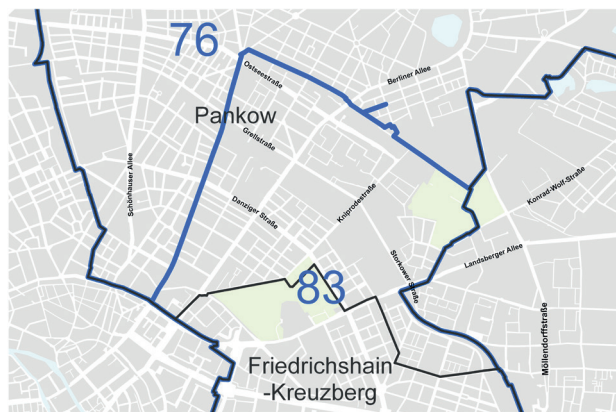 76
Ostseestraße
Berliner Allee
Pankow
Grellstraße
Schönhauser Allee
Kniprodestraße
Konrad-Wolf-Straße
Danziger Straße
Storkower Straße
Landsberger Allee
83
Möllendorffstraße
Friedrichshain
-Kreuzberg